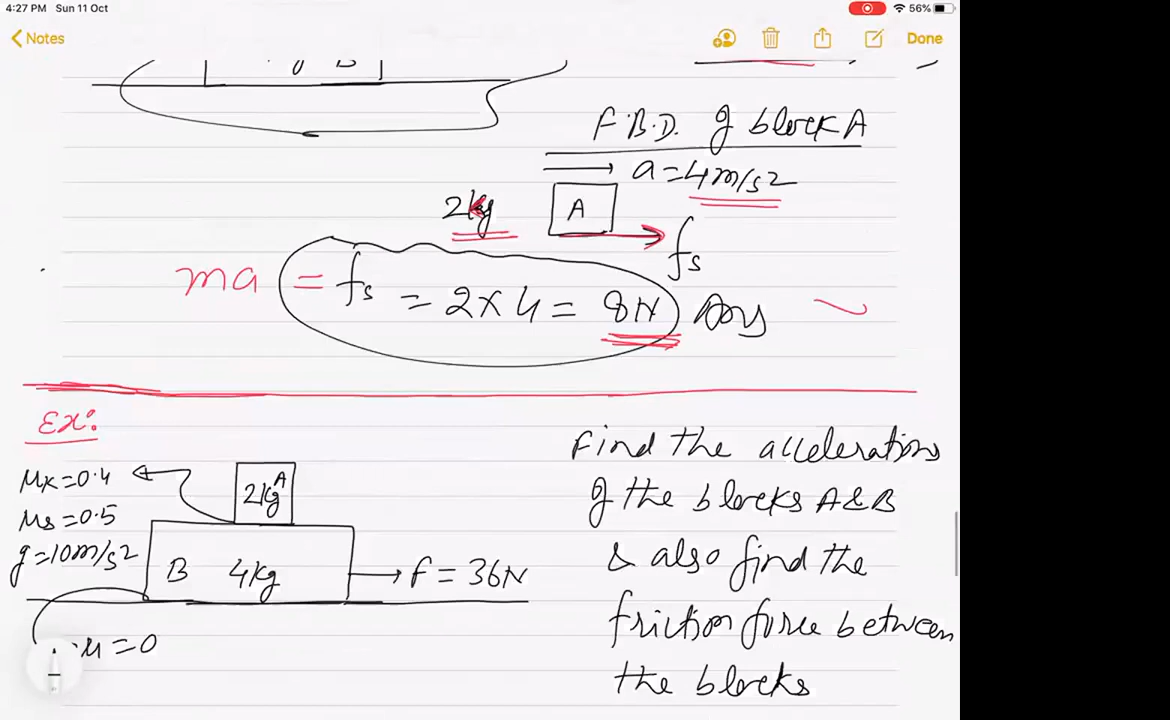 4:27 PM Sun 11 Oct
56%
Notes
Done
B
F.B.D. of block A
a=4m/s2
2kg
A
fs
ma = fs = 2×4 = 8N Ans
Ex:
μk=0.4
μs=0.5
g=10m/s2
2kg A
B 4kg
F = 36N
μ=0
Find the accelerations
of the blocks A&B
& also find the
friction force between
the blocks